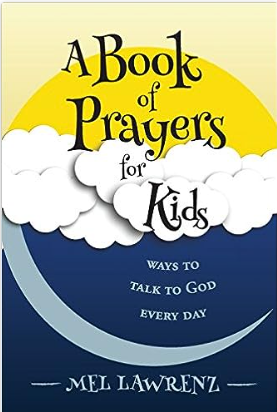 A Book
of
Prayers
for
Kids
WAYS TO
TALK TO GOD
EVERY DAY
— MEL LAWRENZ —